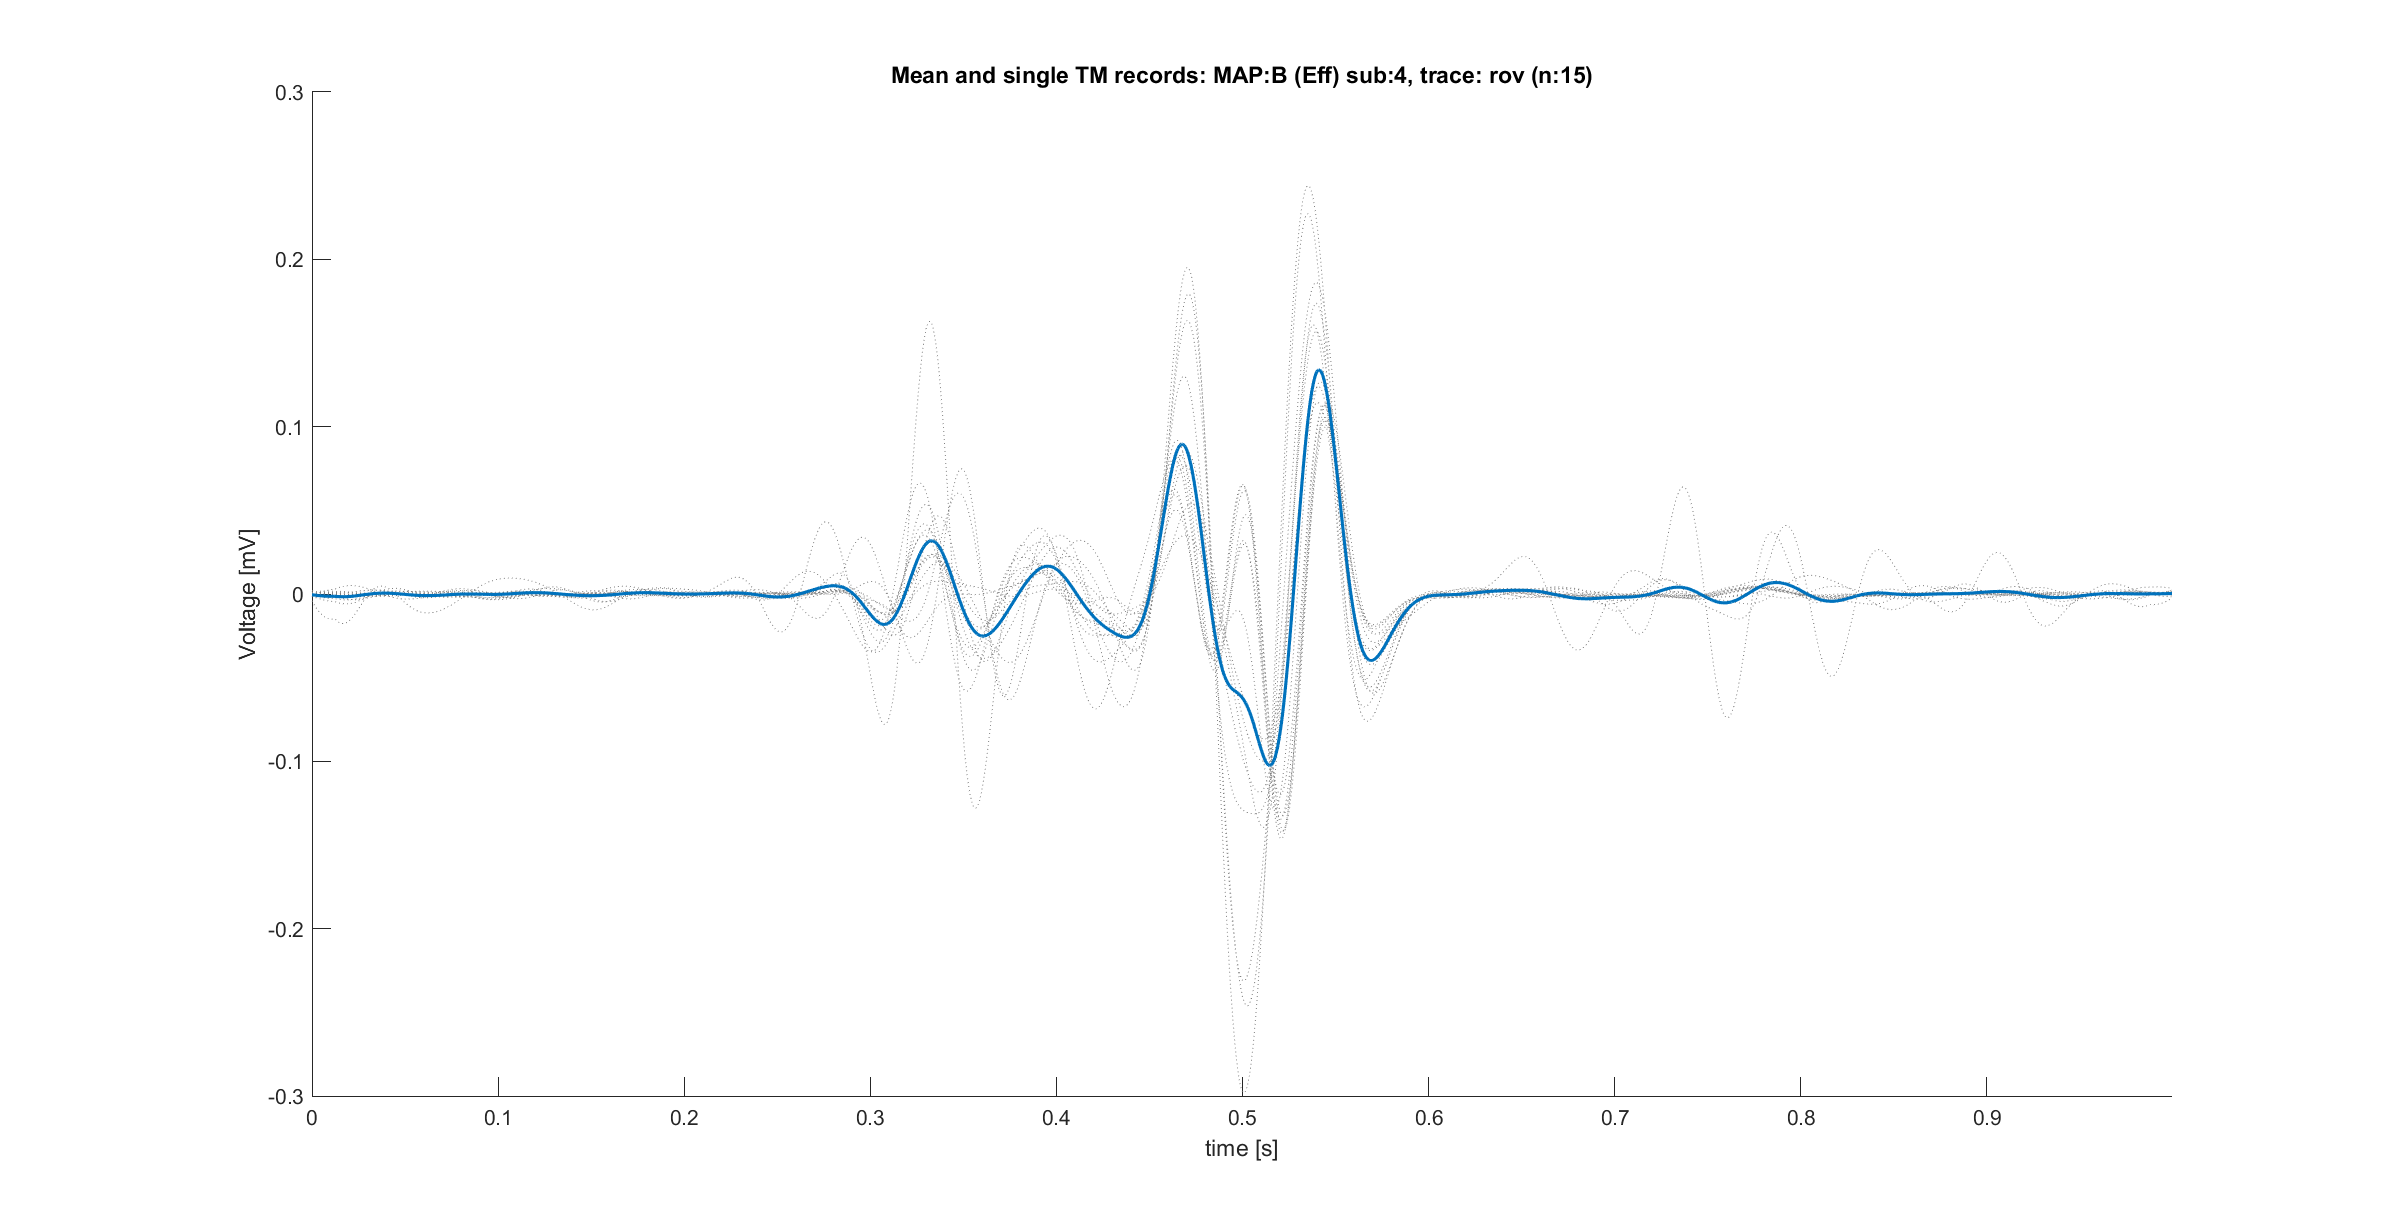 Mean and single TM records: MAP:B (Eff) sub:4, trace: rov (n:15)
0.3
0.2
0.1
0
-0.1
-0.2
-0.3
Voltage [mV]
0 0.1 0.2 0.3 0.4 0.5 0.6 0.7 0.8 0.9
time [s]